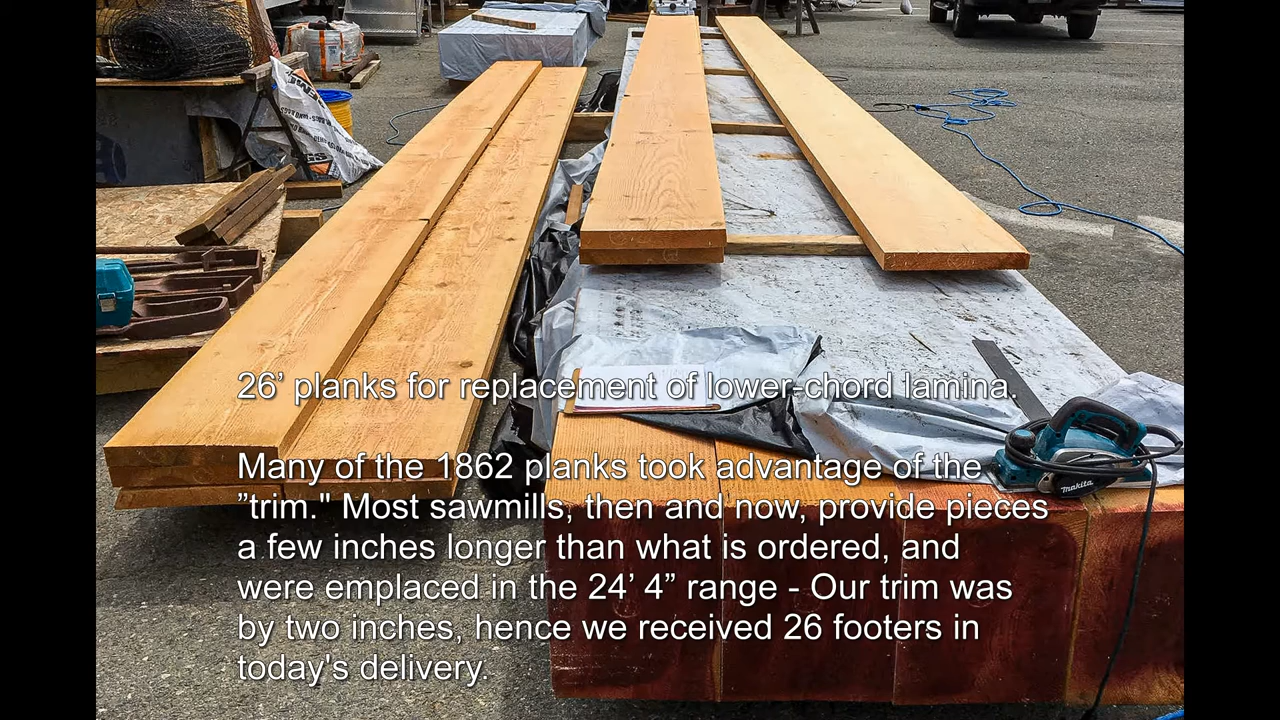 26’ planks for replacement of lower-chord lamina.
Many of the 1862 planks took advantage of the
”trim." Most sawmills, then and now, provide pieces
a few inches longer than what is ordered, and
were emplaced in the 24’ 4” range - Our trim was
by two inches, hence we received 26 footers in
today's delivery.
makita